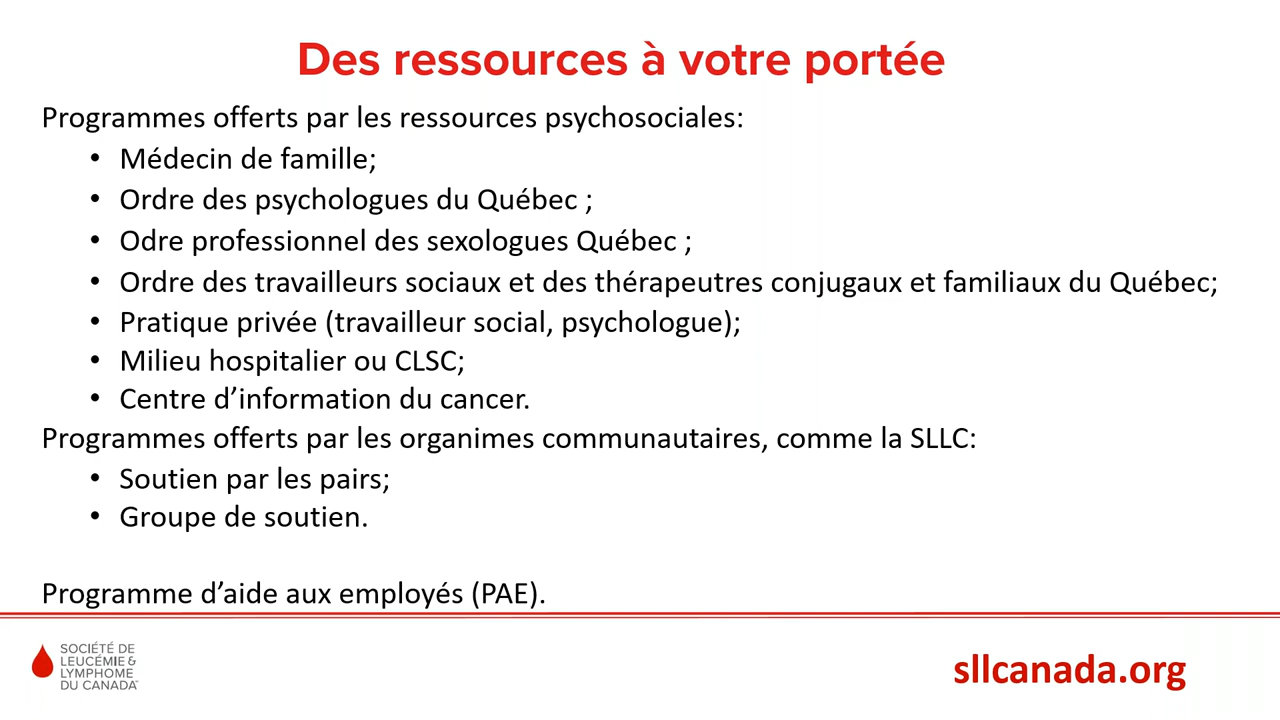 Des ressources à votre portée
Programmes offerts par les ressources psychosociales:
• Médecin de famille;
• Ordre des psychologues du Québec ;
• Odre professionnel des sexologues Québec ;
• Ordre des travailleurs sociaux et des thérapeutres conjugaux et familiaux du Québec;
• Pratique privée (travailleur social, psychologue);
• Milieu hospitalier ou CLSC;
• Centre d’information du cancer.
Programmes offerts par les organimes communautaires, comme la SLLC:
• Soutien par les pairs;
• Groupe de soutien.
Programme d’aide aux employés (PAE).
SOCIÉTÉ DE
LEUCÉMIE &
LYMPHOME
DU CANADA
sllcanada.org